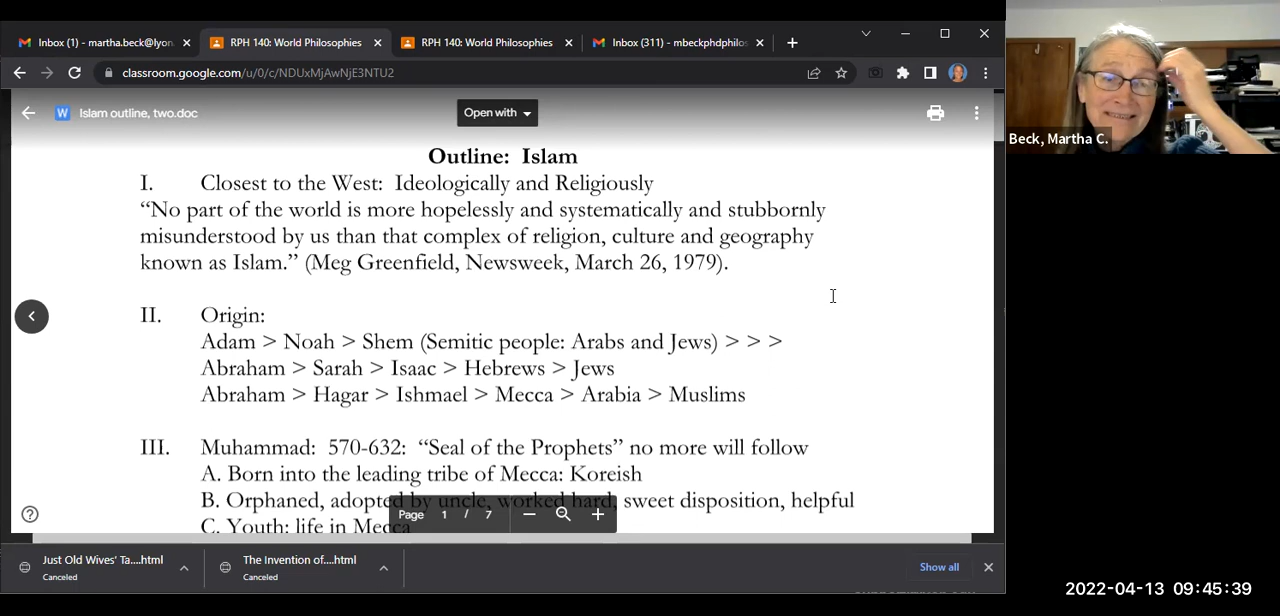 Inbox (1) - martha.beck@lyon
RPH 140: World Philosophies
RPH 140: World Philosophies
Inbox (311) - mbeckphdphilos
classroom.google.com/u/0/c/NDUxMjAwNjE3NTU2
W Islam outline, two.doc
Open with
Outline: Islam
I. Closest to the West: Ideologically and Religiously
“No part of the world is more hopelessly and systematically and stubbornly
misunderstood by us than that complex of religion, culture and geography
known as Islam.” (Meg Greenfield, Newsweek, March 26, 1979).
II. Origin:
Adam > Noah > Shem (Semitic people: Arabs and Jews) > > >
Abraham > Sarah > Isaac > Hebrews > Jews
Abraham > Hagar > Ishmael > Mecca > Arabia > Muslims
III. Muhammad: 570-632: “Seal of the Prophets” no more will follow
A. Born into the leading tribe of Mecca: Koreish
B. Orphaned, adopted by uncle, worked hard, sweet disposition, helpful
C. Youth: life in Mecca
Page 1 / 7
Just Old Wives' Ta....html
Canceled
The Invention of....html
Canceled
Show all
Beck, Martha C.
2022-04-13 09:45:39